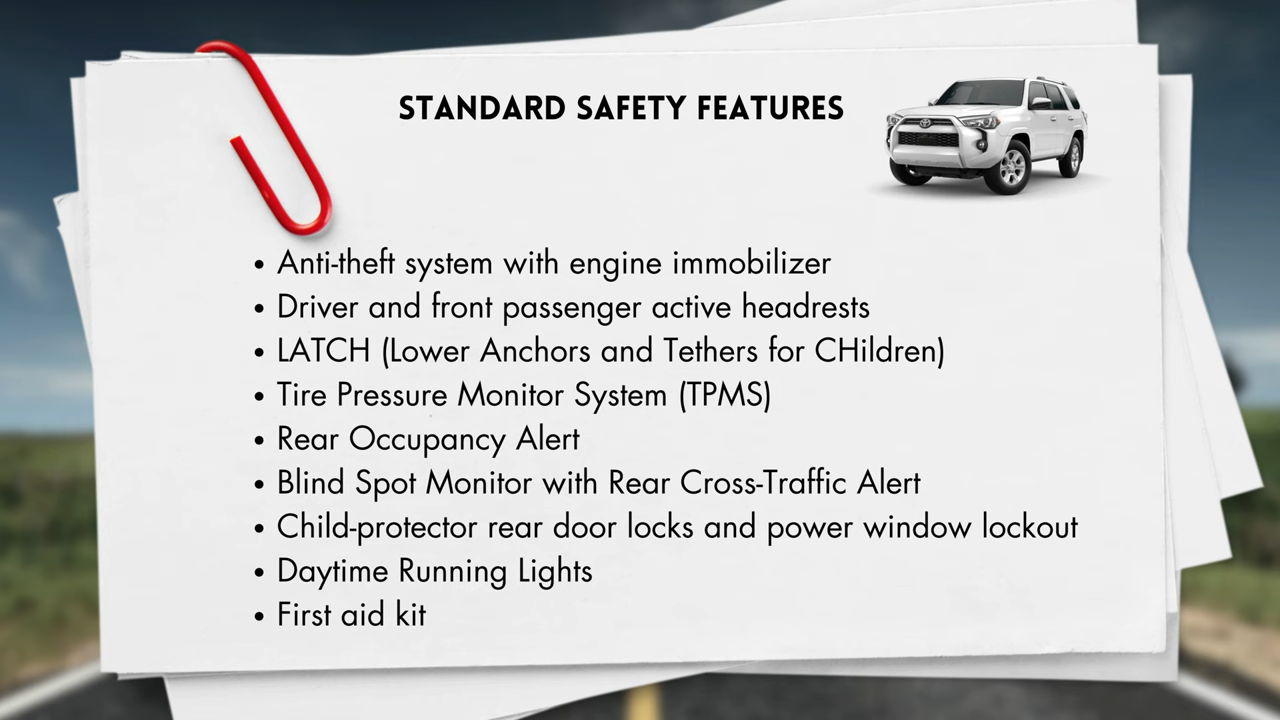 STANDARD SAFETY FEATURES
• Anti-theft system with engine immobilizer
• Driver and front passenger active headrests
• LATCH (Lower Anchors and Tethers for CHildren)
• Tire Pressure Monitor System (TPMS)
• Rear Occupancy Alert
• Blind Spot Monitor with Rear Cross-Traffic Alert
• Child-protector rear door locks and power window lockout
• Daytime Running Lights
• First aid kit